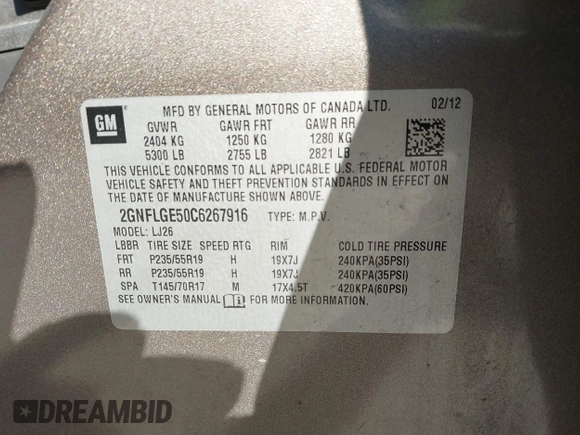 GM
MFD BY GENERAL MOTORS OF CANADA LTD. 02/12
GVWR GAWR FRT GAWR RR
2404 KG 1250 KG 1280 KG
5300 LB 2755 LB 2821 LB
THIS VEHICLE CONFORMS TO ALL APPLICABLE U.S. FEDERAL MOTOR
VEHICLE SAFETY AND THEFT PREVENTION STANDARDS IN EFFECT ON
THE DATE OF MANUFACTURE SHOWN ABOVE.
2GNFLGE50C6267916 TYPE: M.P.V.
MODEL: LJ26
LBBR TIRE SIZE SPEED RTG RIM COLD TIRE PRESSURE
FRT P235/55R19 H 19X7J 240KPA(35PSI)
RR P235/55R19 H 19X7J 240KPA(35PSI)
SPA T145/70R17 M 17X4.5T 420KPA(60PSI)
SEE OWNER'S MANUAL FOR MORE INFORMATION.
DREAMBID